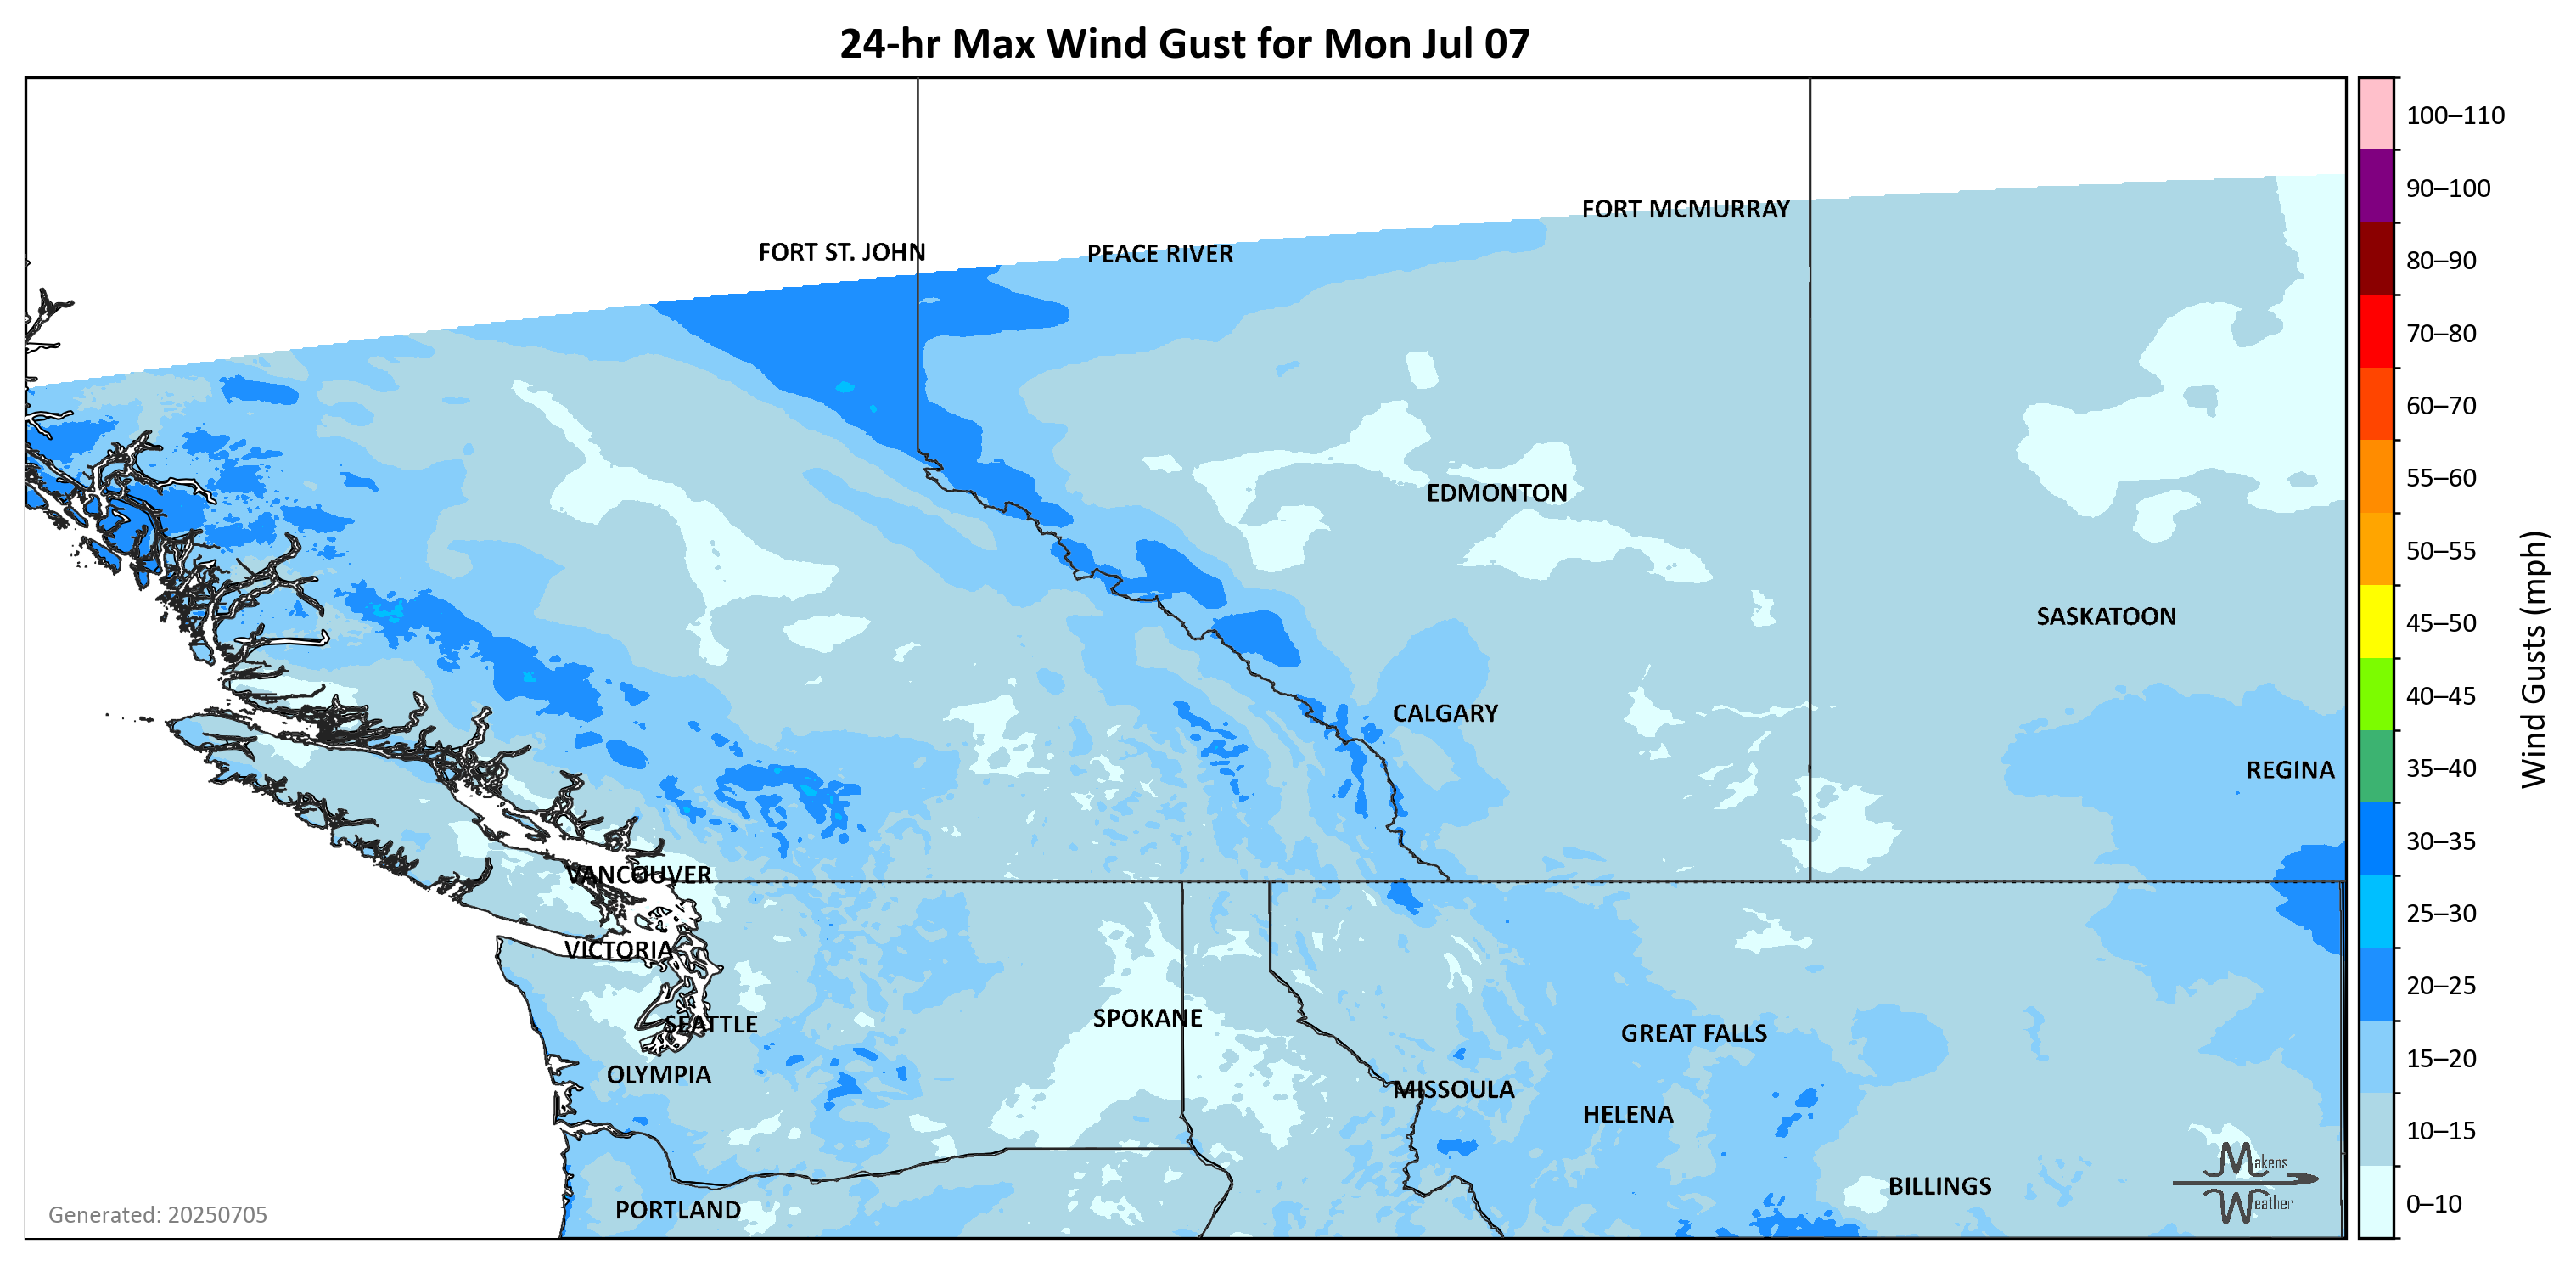 24-hr Max Wind Gust for Mon Jul 07
FORT MCMURRAY
FORT ST. JOHN
PEACE RIVER
EDMONTON
SASKATOON
CALGARY
REGINA
VANCOUVER
VICTORIA
SEATTLE
SPOKANE
GREAT FALLS
OLYMPIA
MISSOULA
HELENA
BILLINGS
PORTLAND
Generated: 20250705
Makens
Weather
100–110
90–100
80–90
70–80
60–70
55–60
50–55
45–50
40–45
35–40
30–35
25–30
20–25
15–20
10–15
0–10
Wind Gusts (mph)